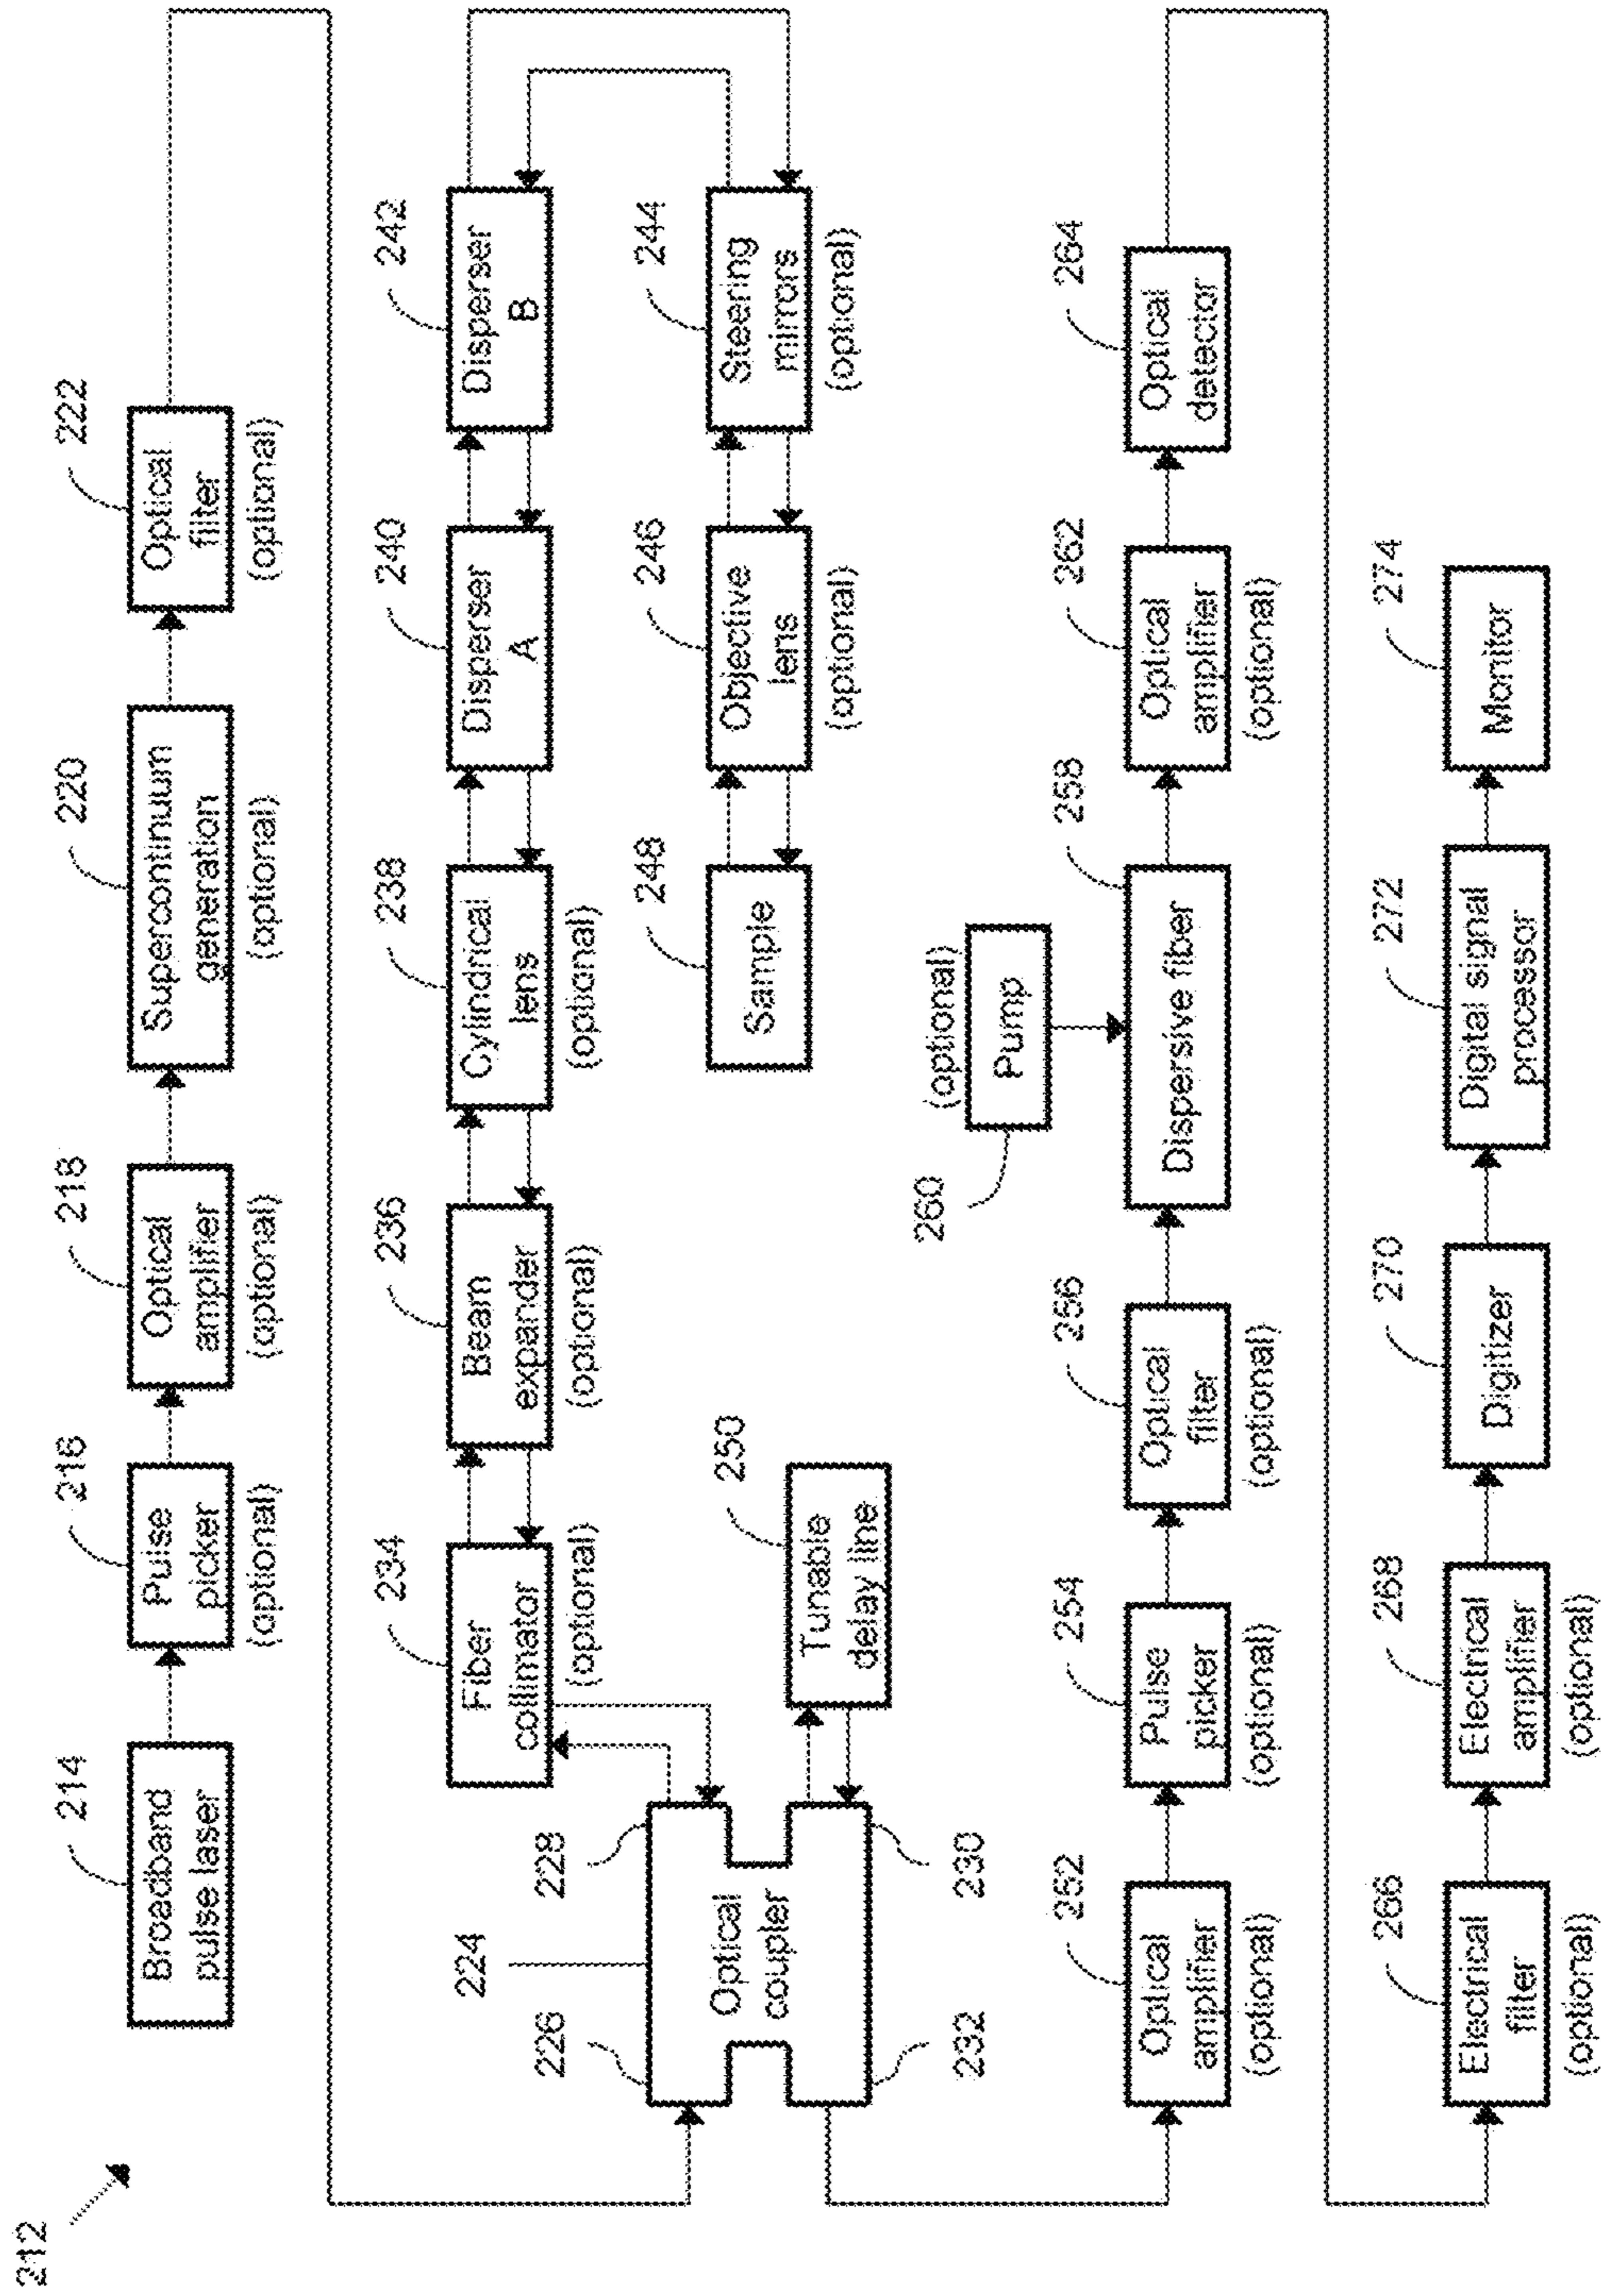 212
214
Broadband
pulse laser
216
Pulse
picker
(optional)
218
Optical
amplifier
(optional)
220
Supercontinuum
generation
(optional)
222
Optical
filter
(optional)
224
Optical
coupler
226
228
230
232
234
Fiber
collimator
(optional)
236
Beam
expander
(optional)
238
Cylindrical
lens
(optional)
240
Disperser
A
242
Disperser
B
244
Steering
mirrors
(optional)
246
Objective
lens
(optional)
248
Sample
250
Tunable
delay line
252
Optical
amplifier
(optional)
254
Pulse
picker
(optional)
256
Optical
filter
(optional)
258
Dispersive fiber
260
(optional)
Pump
262
Optical
amplifier
(optional)
264
Optical
detector
266
Electrical
filter
(optional)
268
Electrical
amplifier
(optional)
270
Digitizer
272
Digital signal
processor
274
Monitor